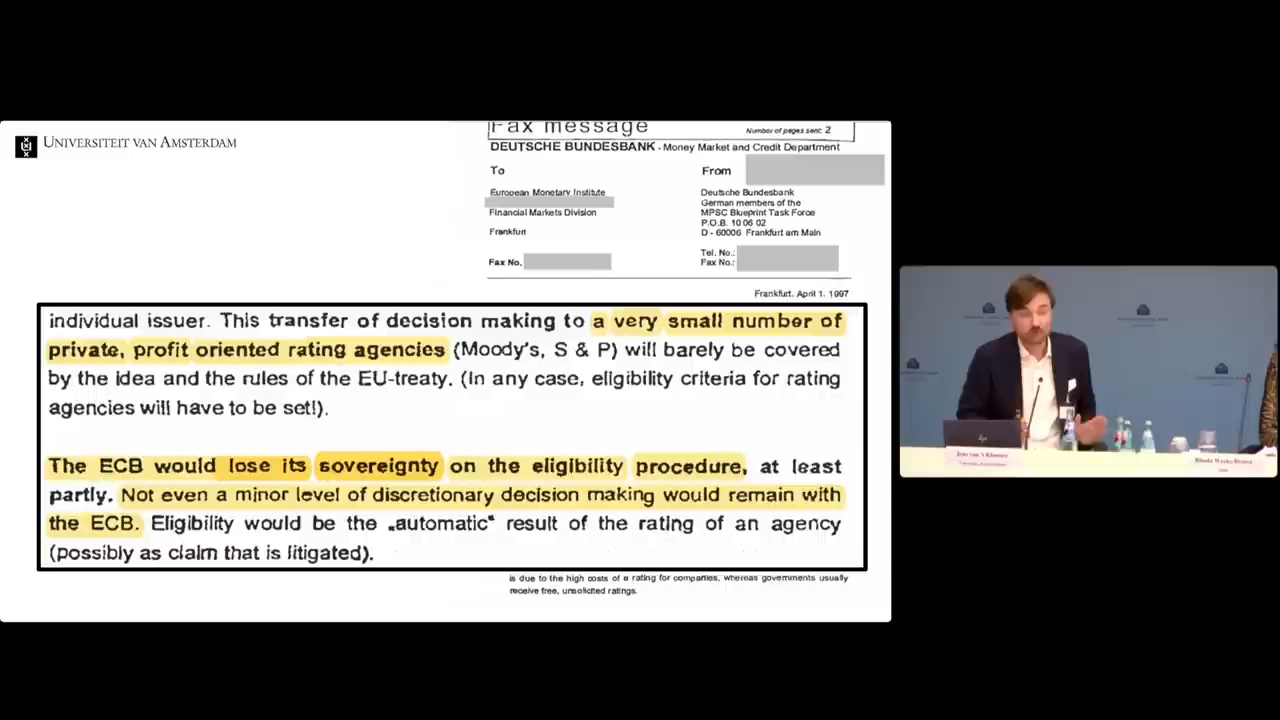 UNIVERSITEIT VAN AMSTERDAM
Fax message
Number of pages sent: 2
DEUTSCHE BUNDESBANK - Money Market and Credit Department
To
From
European Monetary Institute
Financial Markets Division
Frankfurt
Deutsche Bundesbank
German members of the
MPSC Blueprint Task Force
P.O.B. 10 06 02
D - 60006 Frankfurt am Main
Fax No.
Tel. No.:
Fax No.:
Frankfurt, April 1, 1997
individual issuer. This transfer of decision making to a very small number of
private, profit oriented rating agencies (Moody's, S & P) will barely be covered
by the idea and the rules of the EU-treaty. (In any case, eligibility criteria for rating
agencies will have to be set!).
The ECB would lose its sovereignty on the eligibility procedure, at least
partly. Not even a minor level of discretionary decision making would remain with
the ECB. Eligibility would be the „automatic“ result of the rating of an agency
(possibly as claim that is litigated).
is due to the high costs of a rating for companies, whereas governments usually
receive free, unsolicited ratings.
hp
Jens van 't Klooster